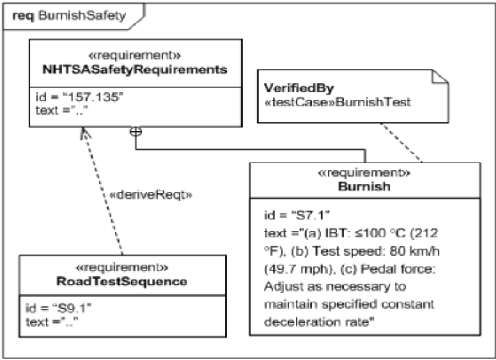 req BurnishSafety
«requirement»
NHTSASafetyRequirements
id = "157.135"
text =".."
VerifiedBy
«testCase»BurnishTest
«deriveReqt»
«requirement»
Burnish
id = "S7.1"
text ="(a) IBT: ≤100 °C (212
°F), (b) Test speed: 80 km/h
(49.7 mph), (c) Pedal force:
Adjust as necessary to
maintain specified constant
deceleration rate"
«requirement»
RoadTestSequence
id = "S9.1"
text =".."